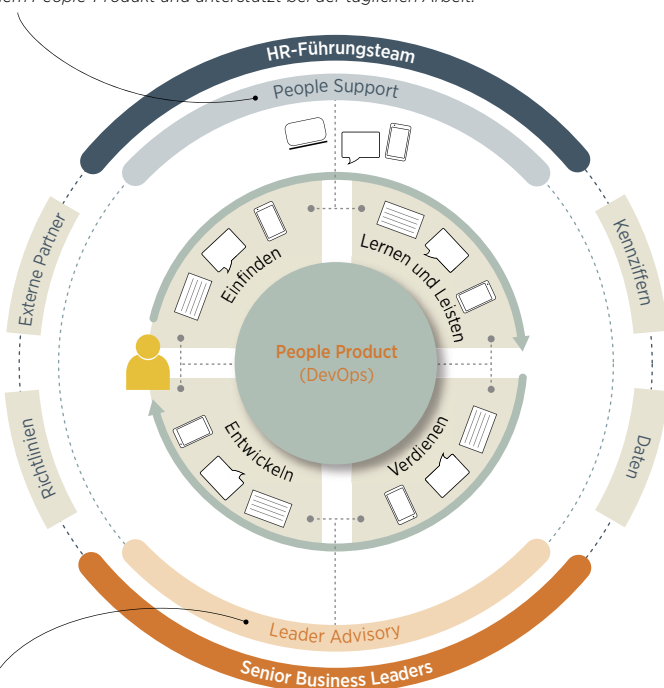 dem People-Produkt und unterstützt bei der täglichen Arbeit.
HR-Führungsteam
People Support
Externe Partner
Kennziffern
Einfinden
Lernen und Leisten
People Product
(DevOps)
Richtlinien
Entwickeln
Verdienen
Daten
Leader Advisory
Senior Business Leaders